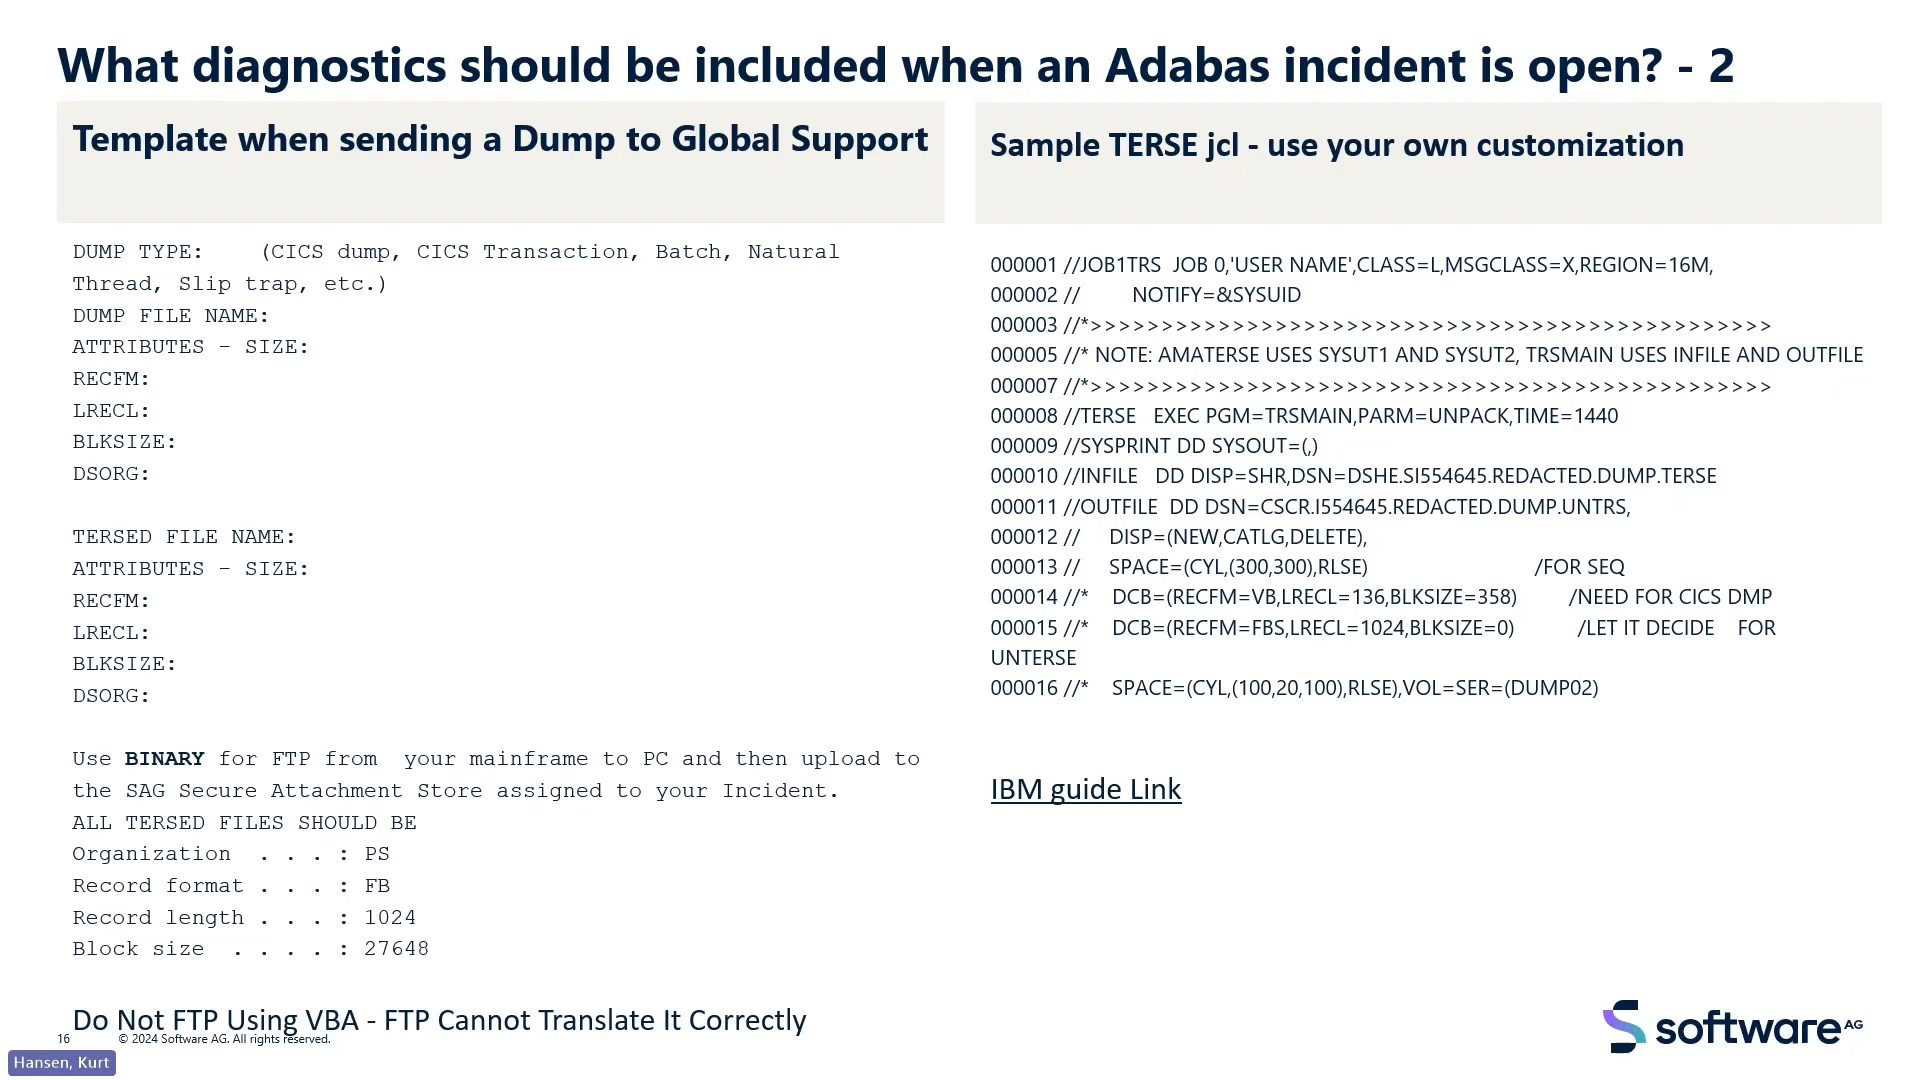 What diagnostics should be included when an Adabas incident is open? - 2
Template when sending a Dump to Global Support
DUMP TYPE:    (CICS dump, CICS Transaction, Batch, Natural
Thread, Slip trap, etc.)
DUMP FILE NAME:
ATTRIBUTES – SIZE:
RECFM:
LRECL:
BLKSIZE:
DSORG:
TERSED FILE NAME:
ATTRIBUTES – SIZE:
RECFM:
LRECL:
BLKSIZE:
DSORG:
Use BINARY for FTP from  your mainframe to PC and then upload to
the SAG Secure Attachment Store assigned to your Incident.
ALL TERSED FILES SHOULD BE
Organization  . . . : PS
Record format . . . : FB
Record length . . . : 1024
Block size  . . . . : 27648
Do Not FTP Using VBA - FTP Cannot Translate It Correctly
Sample TERSE jcl - use your own customization
000001 //JOB1TRS  JOB 0,'USER NAME',CLASS=L,MSGCLASS=X,REGION=16M,
000002 //         NOTIFY=&SYSUID
000003 //*>>>>>>>>>>>>>>>>>>>>>>>>>>>>>>>>>>>>>>>>>>>>>>>>
000005 //* NOTE: AMATERSE USES SYSUT1 AND SYSUT2, TRSMAIN USES INFILE AND OUTFILE
000007 //*>>>>>>>>>>>>>>>>>>>>>>>>>>>>>>>>>>>>>>>>>>>>>>>>
000008 //TERSE   EXEC PGM=TRSMAIN,PARM=UNPACK,TIME=1440
000009 //SYSPRINT DD SYSOUT=(,)
000010 //INFILE   DD DISP=SHR,DSN=DSHE.SI554645.REDACTED.DUMP.TERSE
000011 //OUTFILE  DD DSN=CSCR.I554645.REDACTED.DUMP.UNTRS,
000012 //     DISP=(NEW,CATLG,DELETE),
000013 //     SPACE=(CYL,(300,300),RLSE)                             /FOR SEQ
000014 //*    DCB=(RECFM=VB,LRECL=136,BLKSIZE=358)         /NEED FOR CICS DMP
000015 //*    DCB=(RECFM=FBS,LRECL=1024,BLKSIZE=0)           /LET IT DECIDE    FOR
UNTERSE
000016 //*    SPACE=(CYL,(100,20,100),RLSE),VOL=SER=(DUMP02)
IBM guide Link
16
© 2024 Software AG. All rights reserved.
software AG
Hansen, Kurt